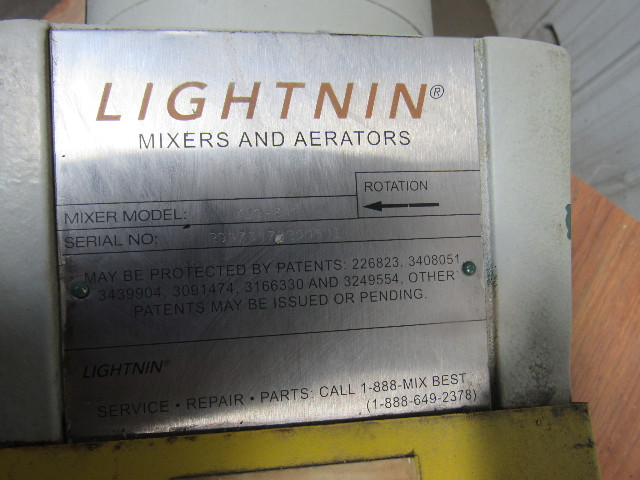 LIGHTNIN®
MIXERS AND AERATORS
ROTATION
MIXER MODEL:
SERIAL NO:
MAY BE PROTECTED BY PATENTS: 226823, 3408051
3439904, 3091474, 3166330 AND 3249554, OTHER
PATENTS MAY BE ISSUED OR PENDING.
LIGHTNIN®
SERVICE • REPAIR • PARTS: CALL 1-888-MIX BEST
(1-888-649-2378)